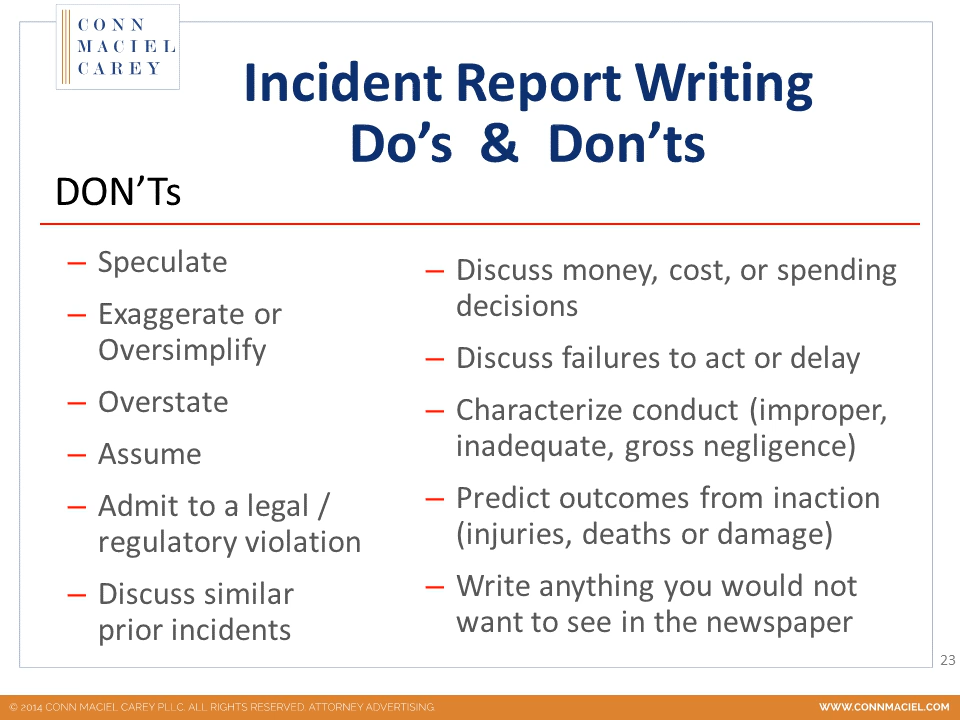 CONN
MACIEL
CAREY
Incident Report Writing
Do’s & Don’ts
DON’Ts
– Speculate
– Exaggerate or
Oversimplify
– Overstate
– Assume
– Admit to a legal /
regulatory violation
– Discuss similar
prior incidents
– Discuss money, cost, or spending
decisions
– Discuss failures to act or delay
– Characterize conduct (improper,
inadequate, gross negligence)
– Predict outcomes from inaction
(injuries, deaths or damage)
– Write anything you would not
want to see in the newspaper
23
© 2014 CONN MACIEL CAREY PLLC. ALL RIGHTS RESERVED. ATTORNEY ADVERTISING.
WWW.CONNMACIEL.COM